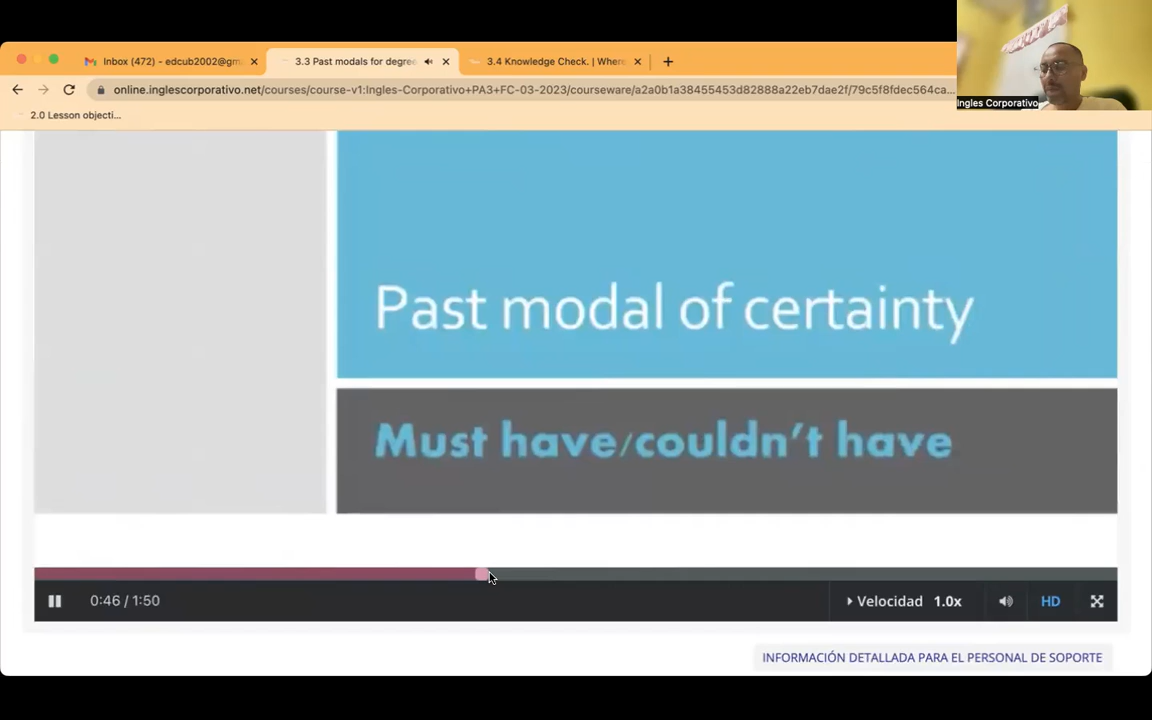 Inbox (472) - edcub2002@gm
3.3 Past modals for degree
3.4 Knowledge Check. | Where
online.inglescorporativo.net/courses/course-v1:Ingles-Corporativo+PA3+FC-03-2023/courseware/a2a0b1a38455453d82888a22eb7dae2f/79c5f8fdec564ca...
Ingles Corporativo
2.0 Lesson objecti...
Past modal of certainty
Must have/couldn't have
0:46 / 1:50
Velocidad 1.0x
HD
INFORMACIÓN DETALLADA PARA EL PERSONAL DE SOPORTE